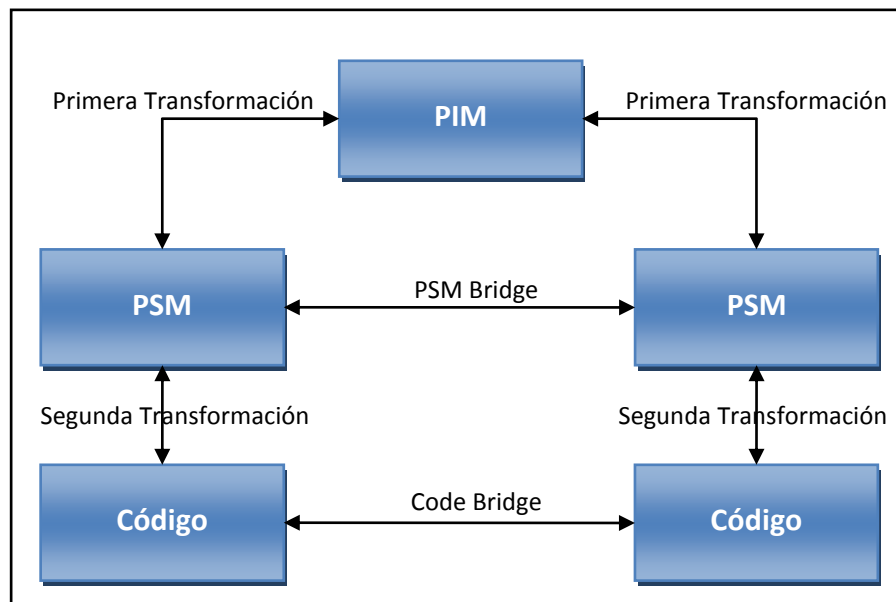 Primera Transformación
PIM
Primera Transformación
PSM
PSM Bridge
PSM
Segunda Transformación
Segunda Transformación
Código
Code Bridge
Código